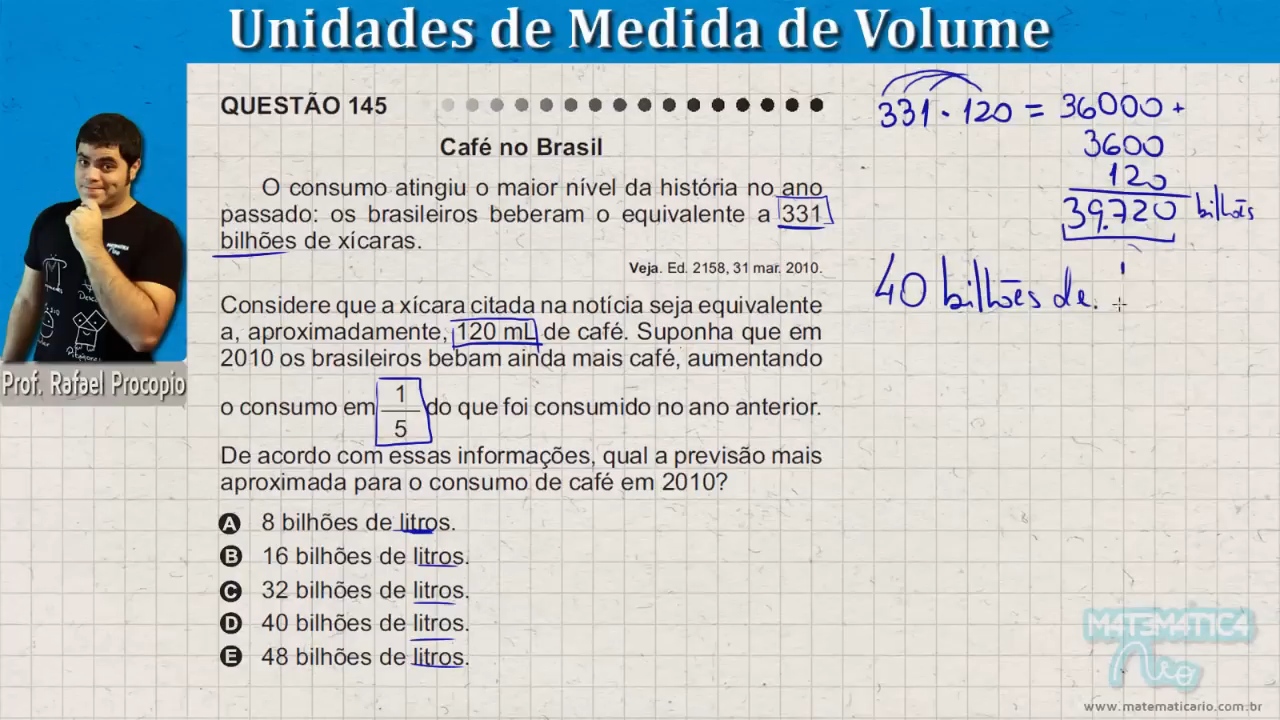 Unidades de Medida de Volume
QUESTÃO 145
Café no Brasil
O consumo atingiu o maior nível da história no ano
passado: os brasileiros beberam o equivalente a 331
bilhões de xícaras.
Veja. Ed. 2158, 31 mar. 2010.
Considere que a xícara citada na notícia seja equivalente
a, aproximadamente, 120 mL de café. Suponha que em
2010 os brasileiros bebam ainda mais café, aumentando
o consumo em 1/5 do que foi consumido no ano anterior.
De acordo com essas informações, qual a previsão mais
aproximada para o consumo de café em 2010?
A 8 bilhões de litros.
B 16 bilhões de litros.
C 32 bilhões de litros.
D 40 bilhões de litros.
E 48 bilhões de litros.
331 . 120 = 36000 +
3600
120
39.720 bilhões
40 bilhões de.
Prof. Rafael Procopio
MATEMÁTICA
Rio
www.matematicario.com.br